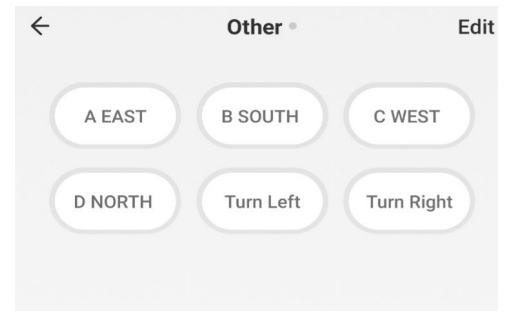 Other
Edit
A EAST
B SOUTH
C WEST
D NORTH
Turn Left
Turn Right